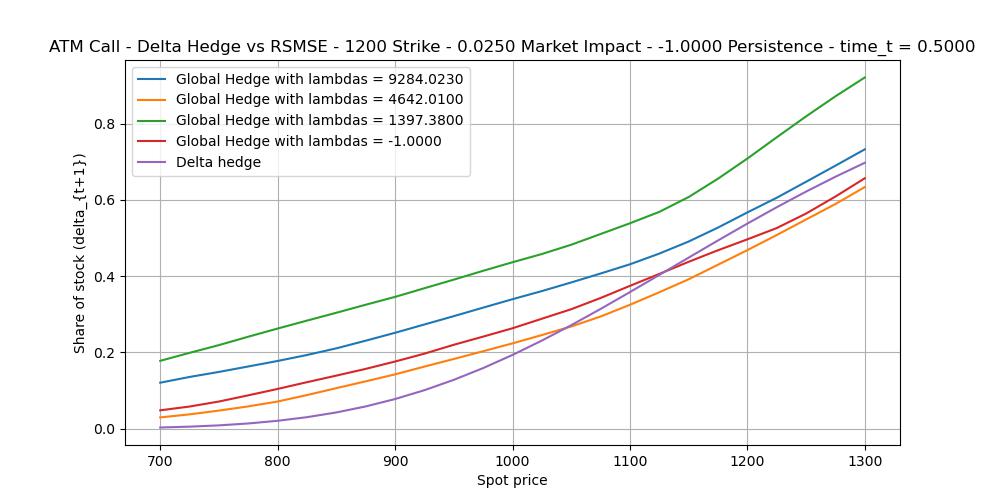 ATM Call - Delta Hedge vs RSMSE - 1200 Strike - 0.0250 Market Impact - -1.0000 Persistence - time_t = 0.5000
Global Hedge with lambdas = 9284.0230
Global Hedge with lambdas = 4642.0100
Global Hedge with lambdas = 1397.3800
Global Hedge with lambdas = -1.0000
Delta hedge
Share of stock (delta_{t+1})
0.8
0.6
0.4
0.2
0.0
700 800 900 1000 1100 1200 1300
Spot price